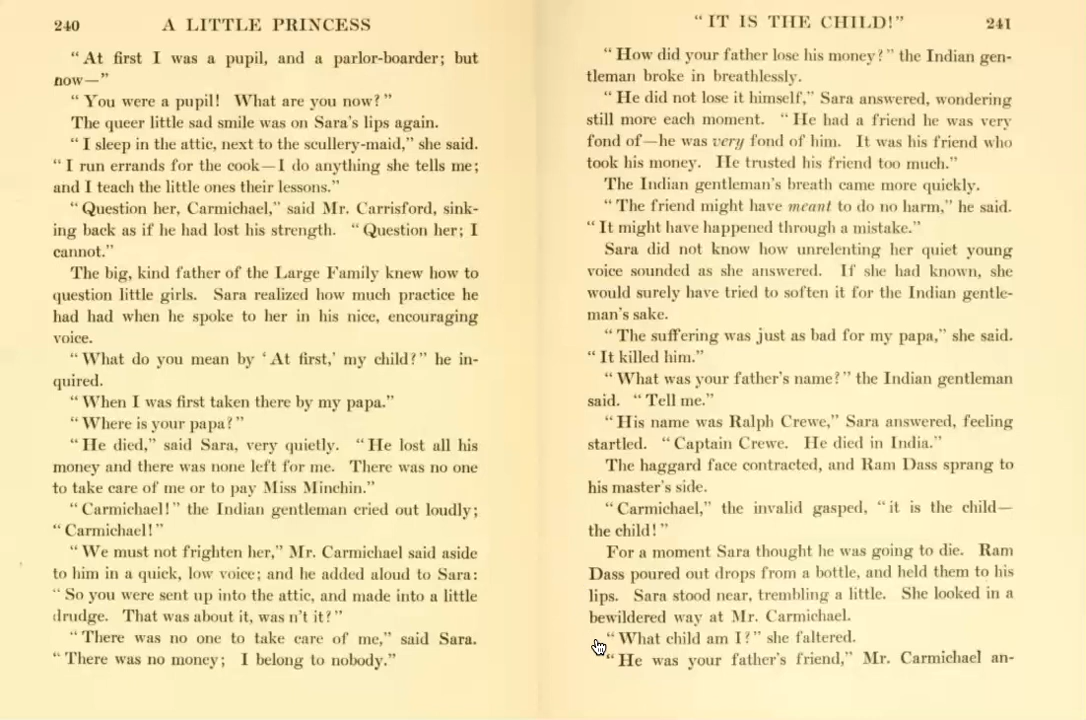 240 A LITTLE PRINCESS
“ At first I was a pupil, and a parlor-boarder; but
now—”
“ You were a pupil! What are you now?”
The queer little sad smile was on Sara's lips again.
“ I sleep in the attic, next to the scullery-maid,” she said.
“ I run errands for the cook—I do anything she tells me;
and I teach the little ones their lessons.”
“ Question her, Carmichael,” said Mr. Carrisford, sink-
ing back as if he had lost his strength. “ Question her; I
cannot.”
The big, kind father of the Large Family knew how to
question little girls. Sara realized how much practice he
had had when he spoke to her in his nice, encouraging
voice.
“ What do you mean by ‘ At first,’ my child?” he in-
quired.
“ When I was first taken there by my papa.”
“ Where is your papa?”
“ He died,” said Sara, very quietly. “ He lost all his
money and there was none left for me. There was no one
to take care of me or to pay Miss Minchin.”
“ Carmichael!” the Indian gentleman cried out loudly;
“ Carmichael!”
“ We must not frighten her,” Mr. Carmichael said aside
to him in a quick, low voice; and he added aloud to Sara:
“ So you were sent up into the attic, and made into a little
drudge. That was about it, was n't it?”
“ There was no one to take care of me,” said Sara.
“ There was no money; I belong to nobody.”
“ IT IS THE CHILD!” 241
“ How did your father lose his money?” the Indian gen-
tleman broke in breathlessly.
“ He did not lose it himself,” Sara answered, wondering
still more each moment. “ He had a friend he was very
fond of—he was very fond of him. It was his friend who
took his money. He trusted his friend too much.”
The Indian gentleman's breath came more quickly.
“ The friend might have meant to do no harm,” he said.
“ It might have happened through a mistake.”
Sara did not know how unrelenting her quiet young
voice sounded as she answered. If she had known, she
would surely have tried to soften it for the Indian gentle-
man's sake.
“ The suffering was just as bad for my papa,” she said.
“ It killed him.”
“ What was your father's name?” the Indian gentleman
said. “ Tell me.”
“ His name was Ralph Crewe,” Sara answered, feeling
startled. “ Captain Crewe. He died in India.”
The haggard face contracted, and Ram Dass sprang to
his master's side.
“ Carmichael,” the invalid gasped, “ it is the child—
the child!”
For a moment Sara thought he was going to die. Ram
Dass poured out drops from a bottle, and held them to his
lips. Sara stood near, trembling a little. She looked in a
bewildered way at Mr. Carmichael.
“ What child am I?” she faltered.
“ He was your father's friend,” Mr. Carmichael an-